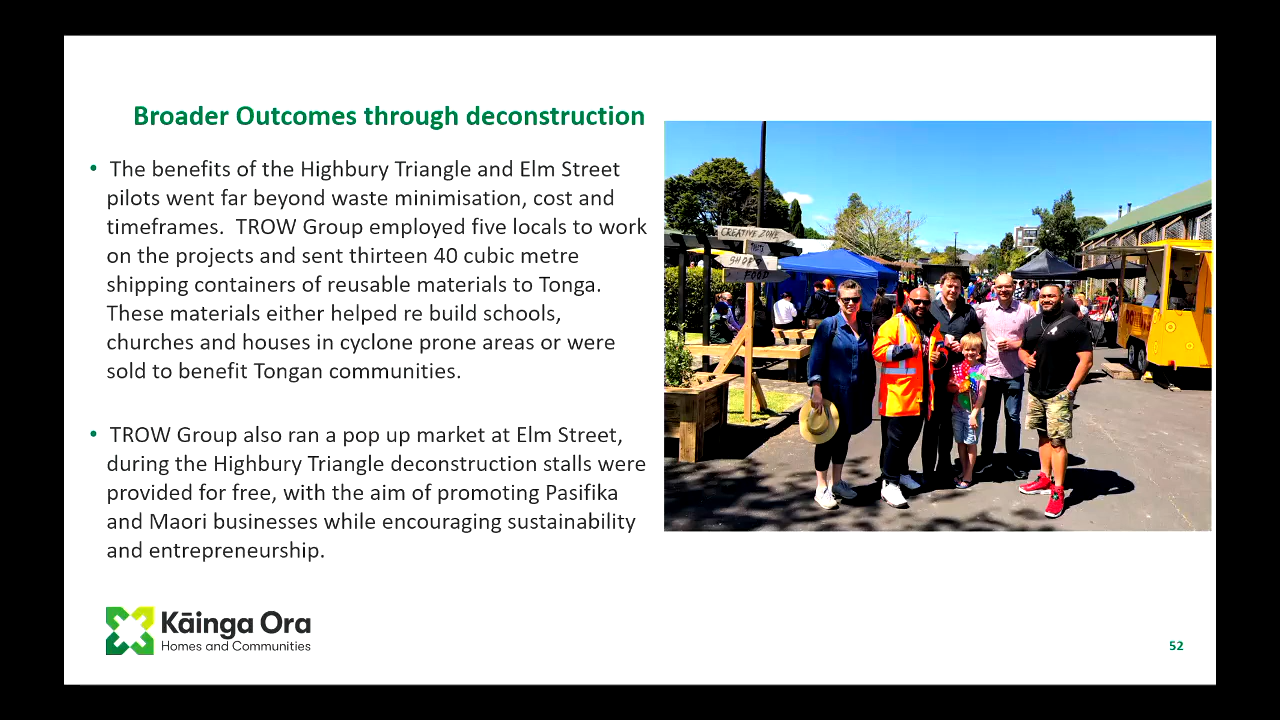 Broader Outcomes through deconstruction
• The benefits of the Highbury Triangle and Elm Street
pilots went far beyond waste minimisation, cost and
timeframes.  TROW Group employed five locals to work
on the projects and sent thirteen 40 cubic metre
shipping containers of reusable materials to Tonga.
These materials either helped re build schools,
churches and houses in cyclone prone areas or were
sold to benefit Tongan communities.
• TROW Group also ran a pop up market at Elm Street,
during the Highbury Triangle deconstruction stalls were
provided for free, with the aim of promoting Pasifika
and Maori businesses while encouraging sustainability
and entrepreneurship.
CREATIVE ZONE
FOOD
Kāinga Ora
Homes and Communities
52